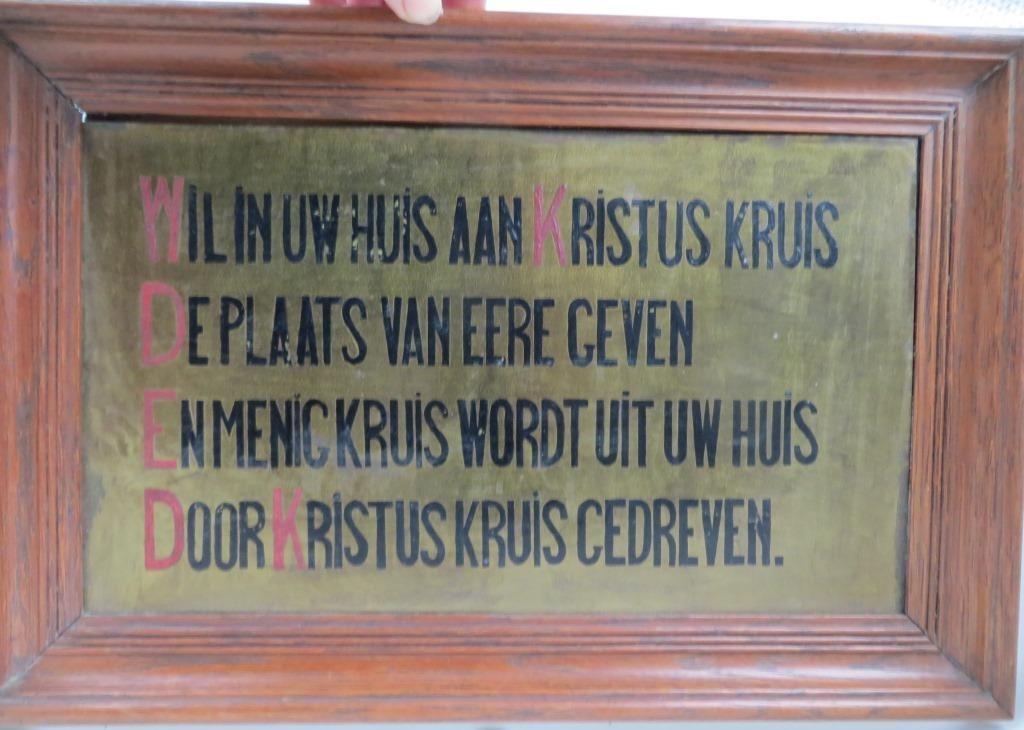 WIL IN UW HUIS AAN KRISTUS KRUIS
DE PLAATS VAN EERE GEVEN
EN MENIG KRUIS WORDT UIT UW HUIS
DOOR KRISTUS KRUIS GEDREVEN.